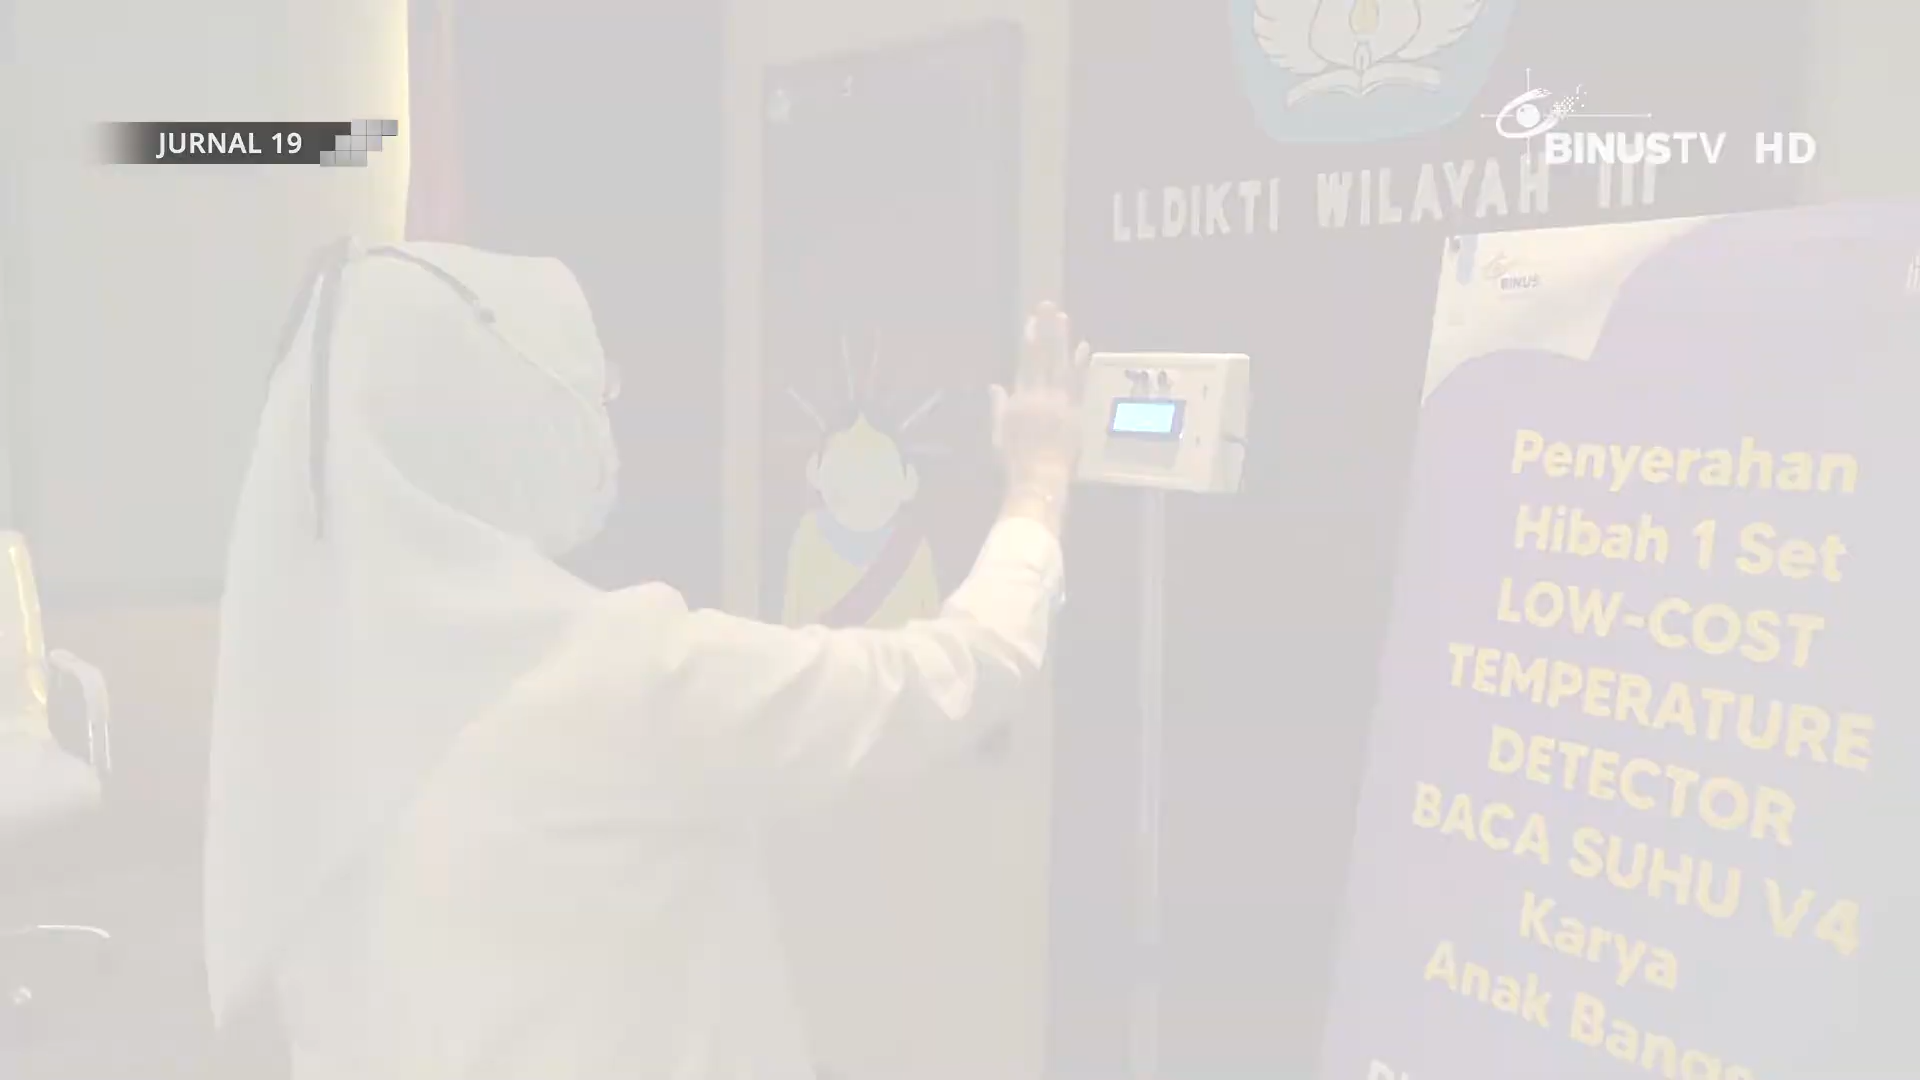 JURNAL 19
BINUSTV HD
LLDIKTI WILAYAH III
BINUS
Penyerahan
Hibah 1 Set
LOW-COST
TEMPERATURE
DETECTOR
BACA SUHU V4
Karya
Anak Bangs